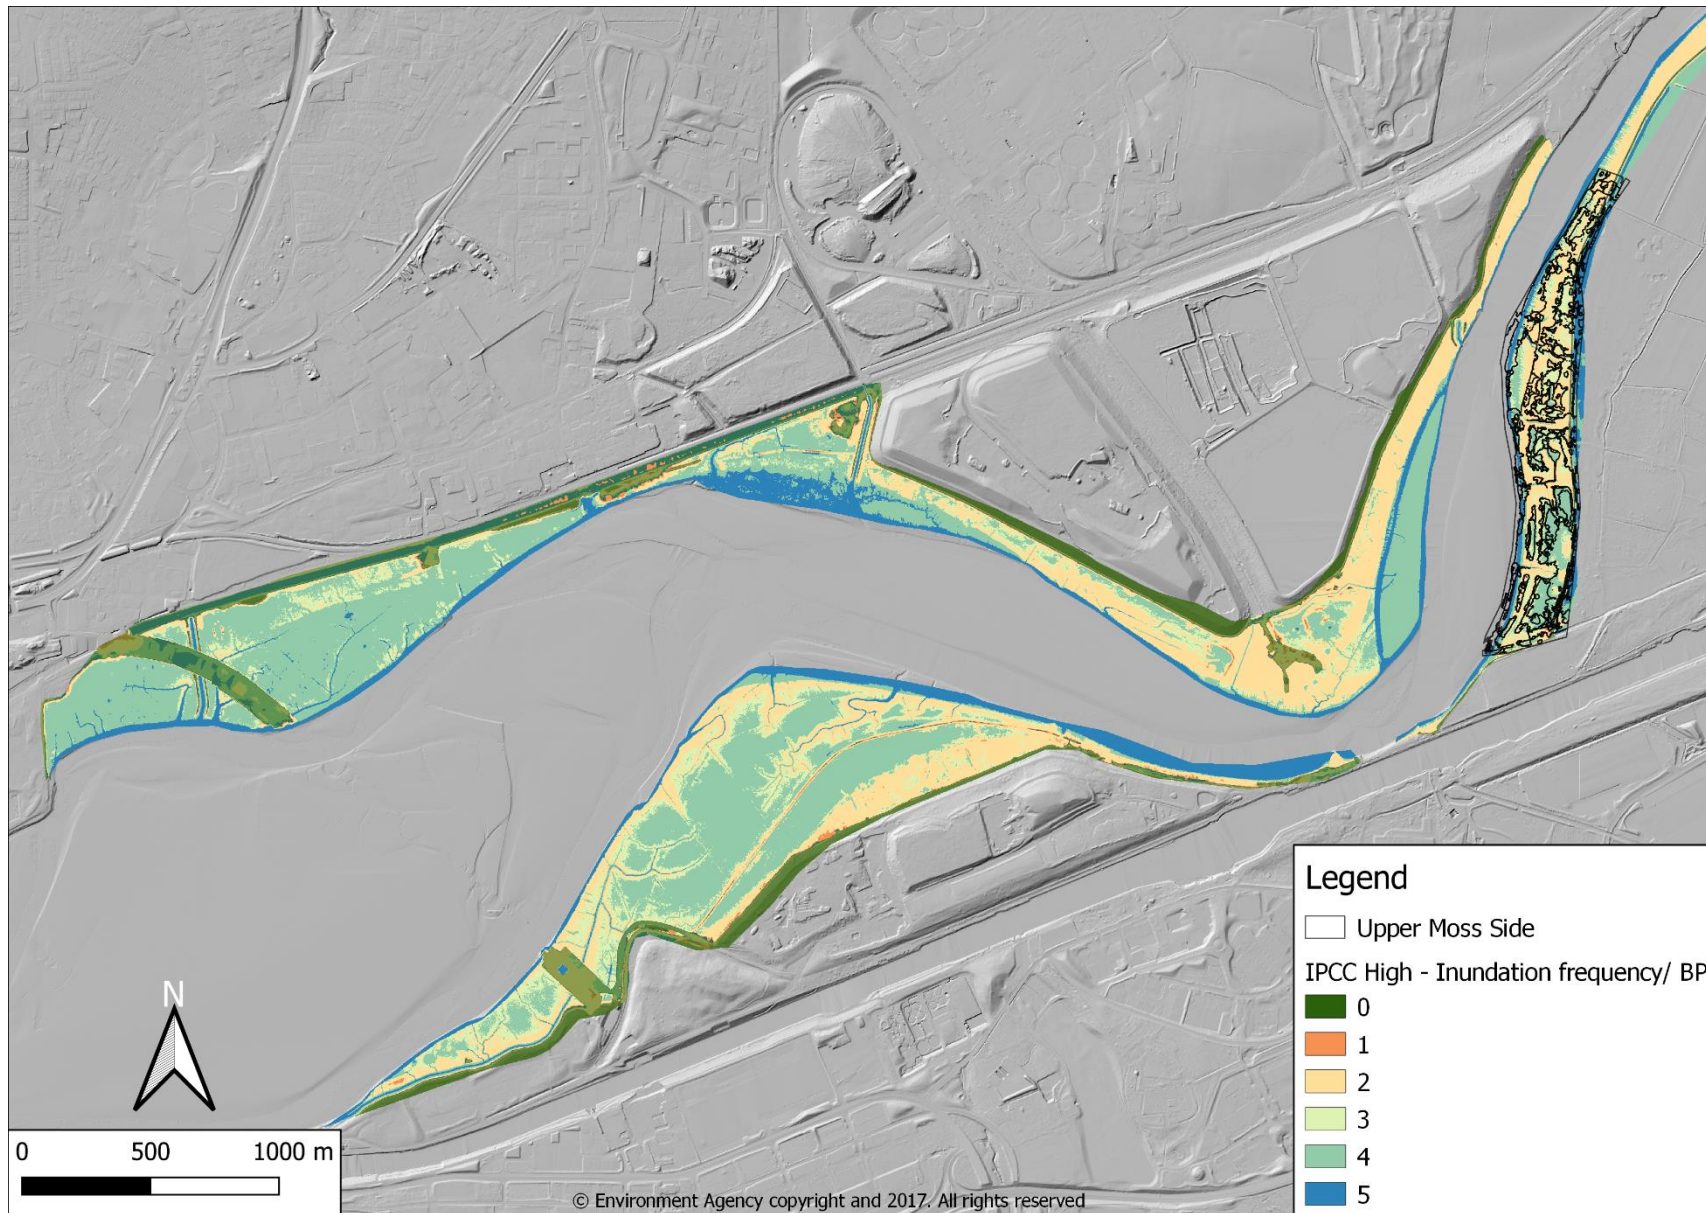 N
0 500 1000 m
© Environment Agency copyright and 2017. All rights reserved
Legend
Upper Moss Side
IPCC High - Inundation frequency/ BP
0
1
2
3
4
5